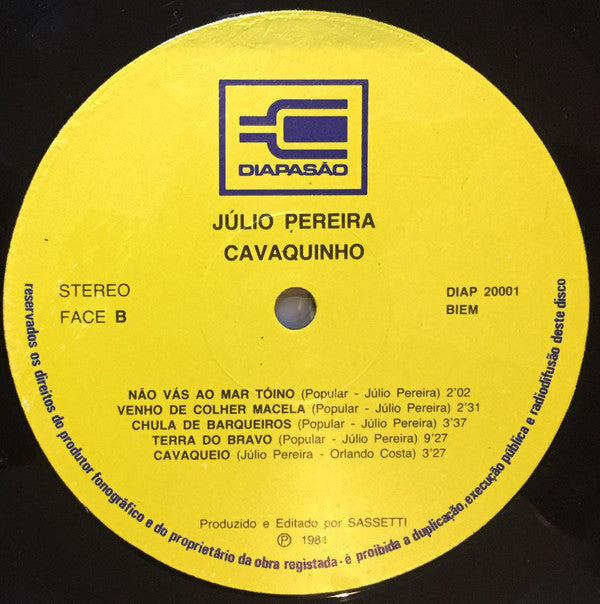 DIAPASÃO
JÚLIO PEREIRA
CAVAQUINHO
STEREO
FACE B
DIAP 20001
BIEM
NÃO VÁS AO MAR TÓINO (Popular - Júlio Pereira) 2'02
VENHO DE COLHER MACELA (Popular - Júlio Pereira) 2'31
CHULA DE BARQUEIROS (Popular - Júlio Pereira) 3'37
TERRA DO BRAVO (Popular - Júlio Pereira) 9'27
CAVAQUEIO (Júlio Pereira - Orlando Costa) 3'27
Produzido e Editado por SASSETTI
Ⓟ 1981
reservados os direitos do produtor fonográfico e do proprietário da obra registada - é proibida a duplicação, execução pública e radiodifusão deste disco